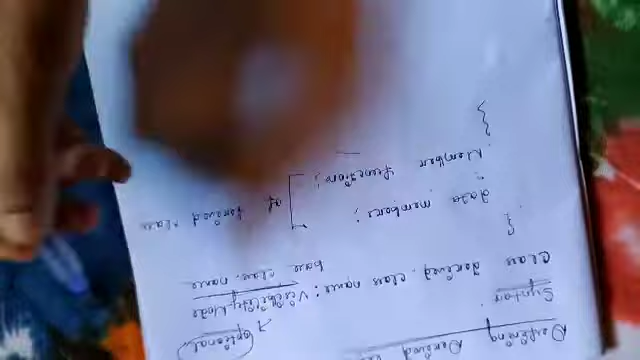 Defining Derived
Syntax
(optional)
class derived. class name : Visibility Mode base class. name
{
data members;
Member function;
] of derived class
}